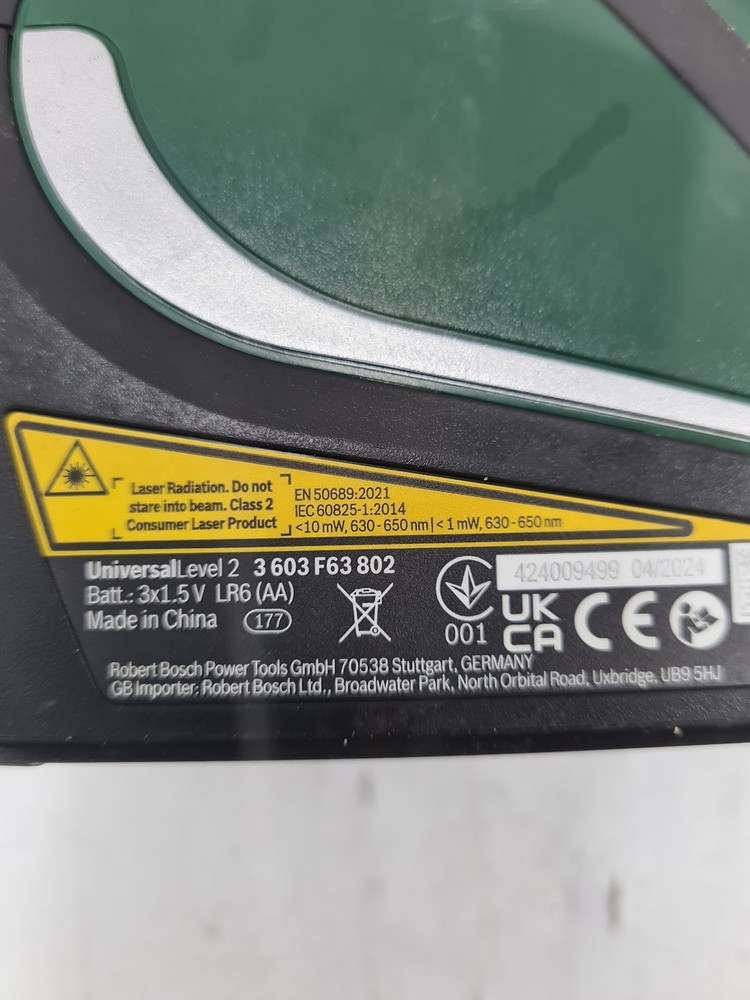 Laser Radiation. Do not
stare into beam. Class 2
Consumer Laser Product
EN 50689:2021
IEC 60825-1:2014
<10 mW, 630 - 650 nm | < 1 mW, 630 - 650 nm
UniversalLevel 2 3 603 F63 802
Batt.: 3x1.5 V LR6 (AA)
Made in China 177
001
424009499 04/2024
UK
CA
CE
Robert Bosch Power Tools GmbH 70538 Stuttgart, GERMANY
GB Importer: Robert Bosch Ltd., Broadwater Park, North Orbital Road, Uxbridge. UB9 5HJ